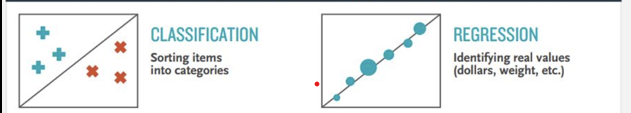 CLASSIFICATION
Sorting items
into categories
REGRESSION
Identifying real values
(dollars, weight, etc.)